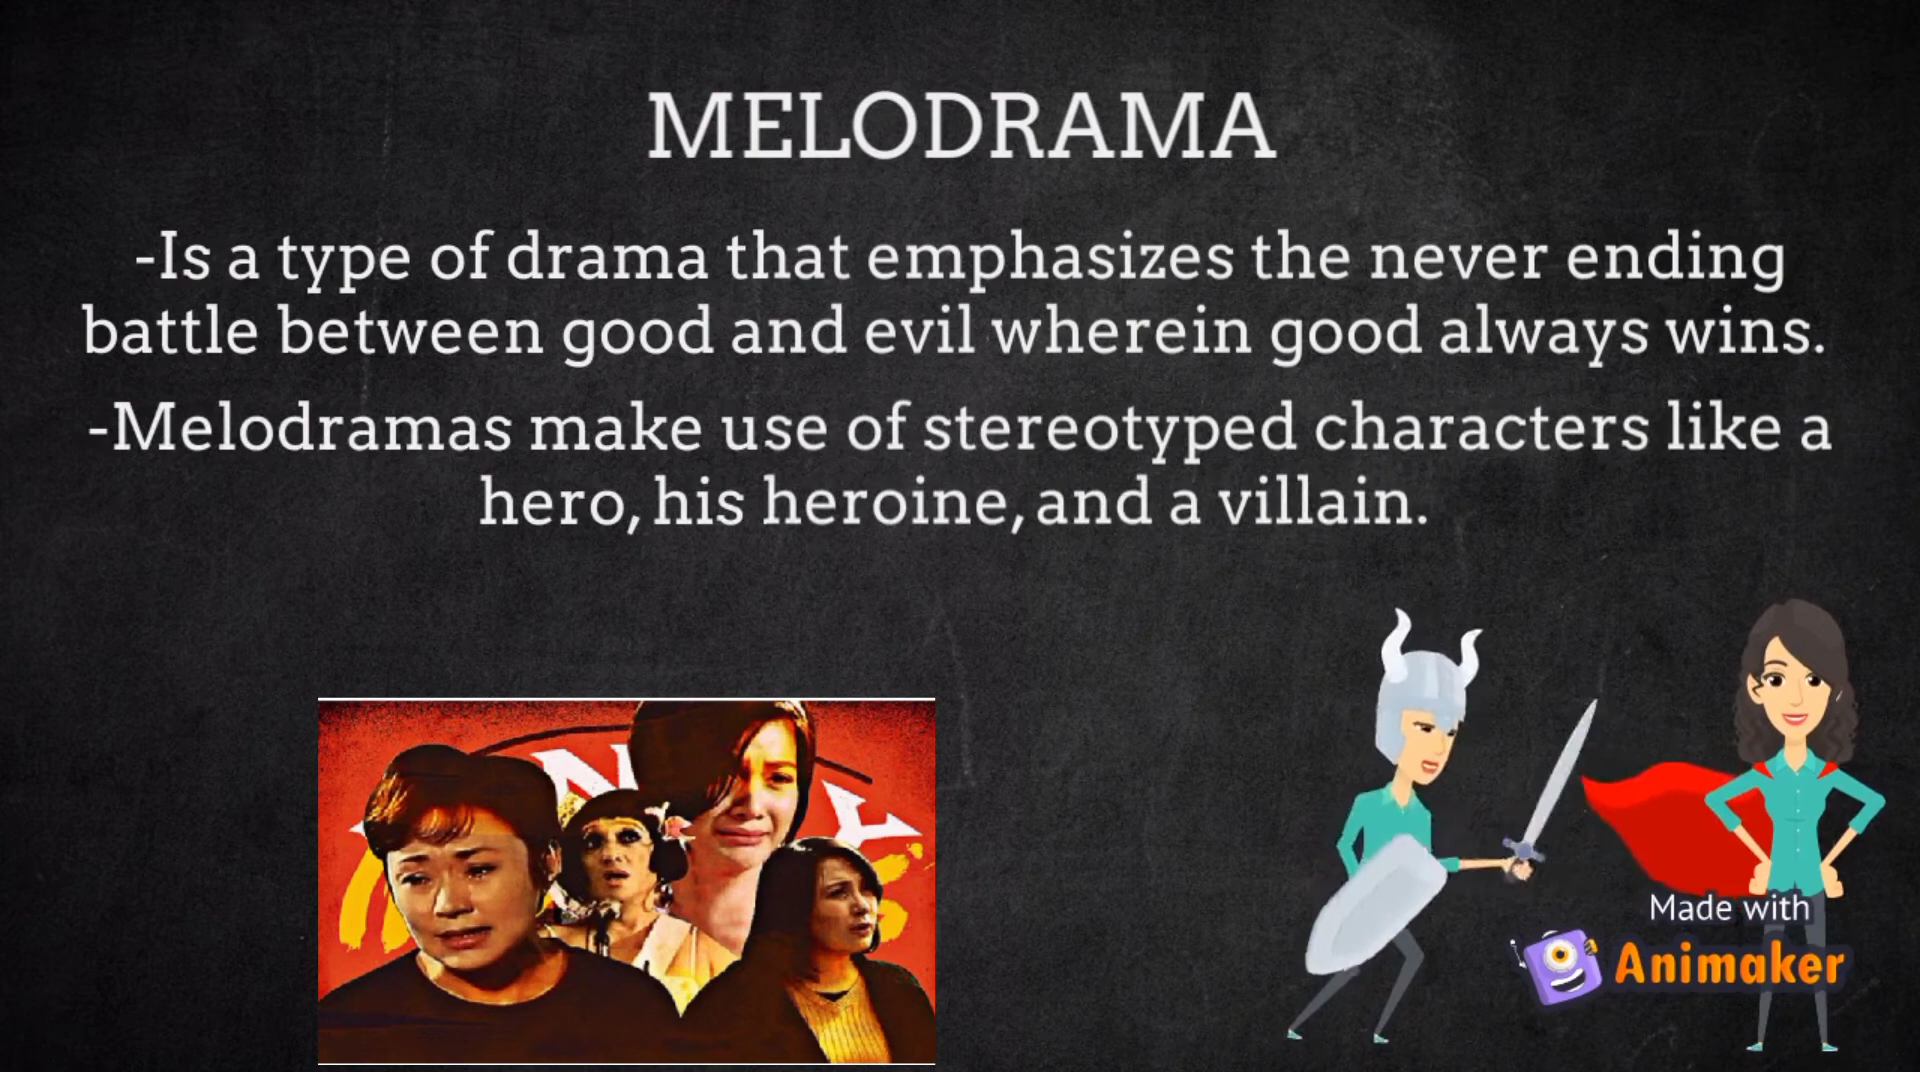 MELODRAMA
-Is a type of drama that emphasizes the never ending
battle between good and evil wherein good always wins.
-Melodramas make use of stereotyped characters like a
hero, his heroine, and a villain.
Made with
Animaker